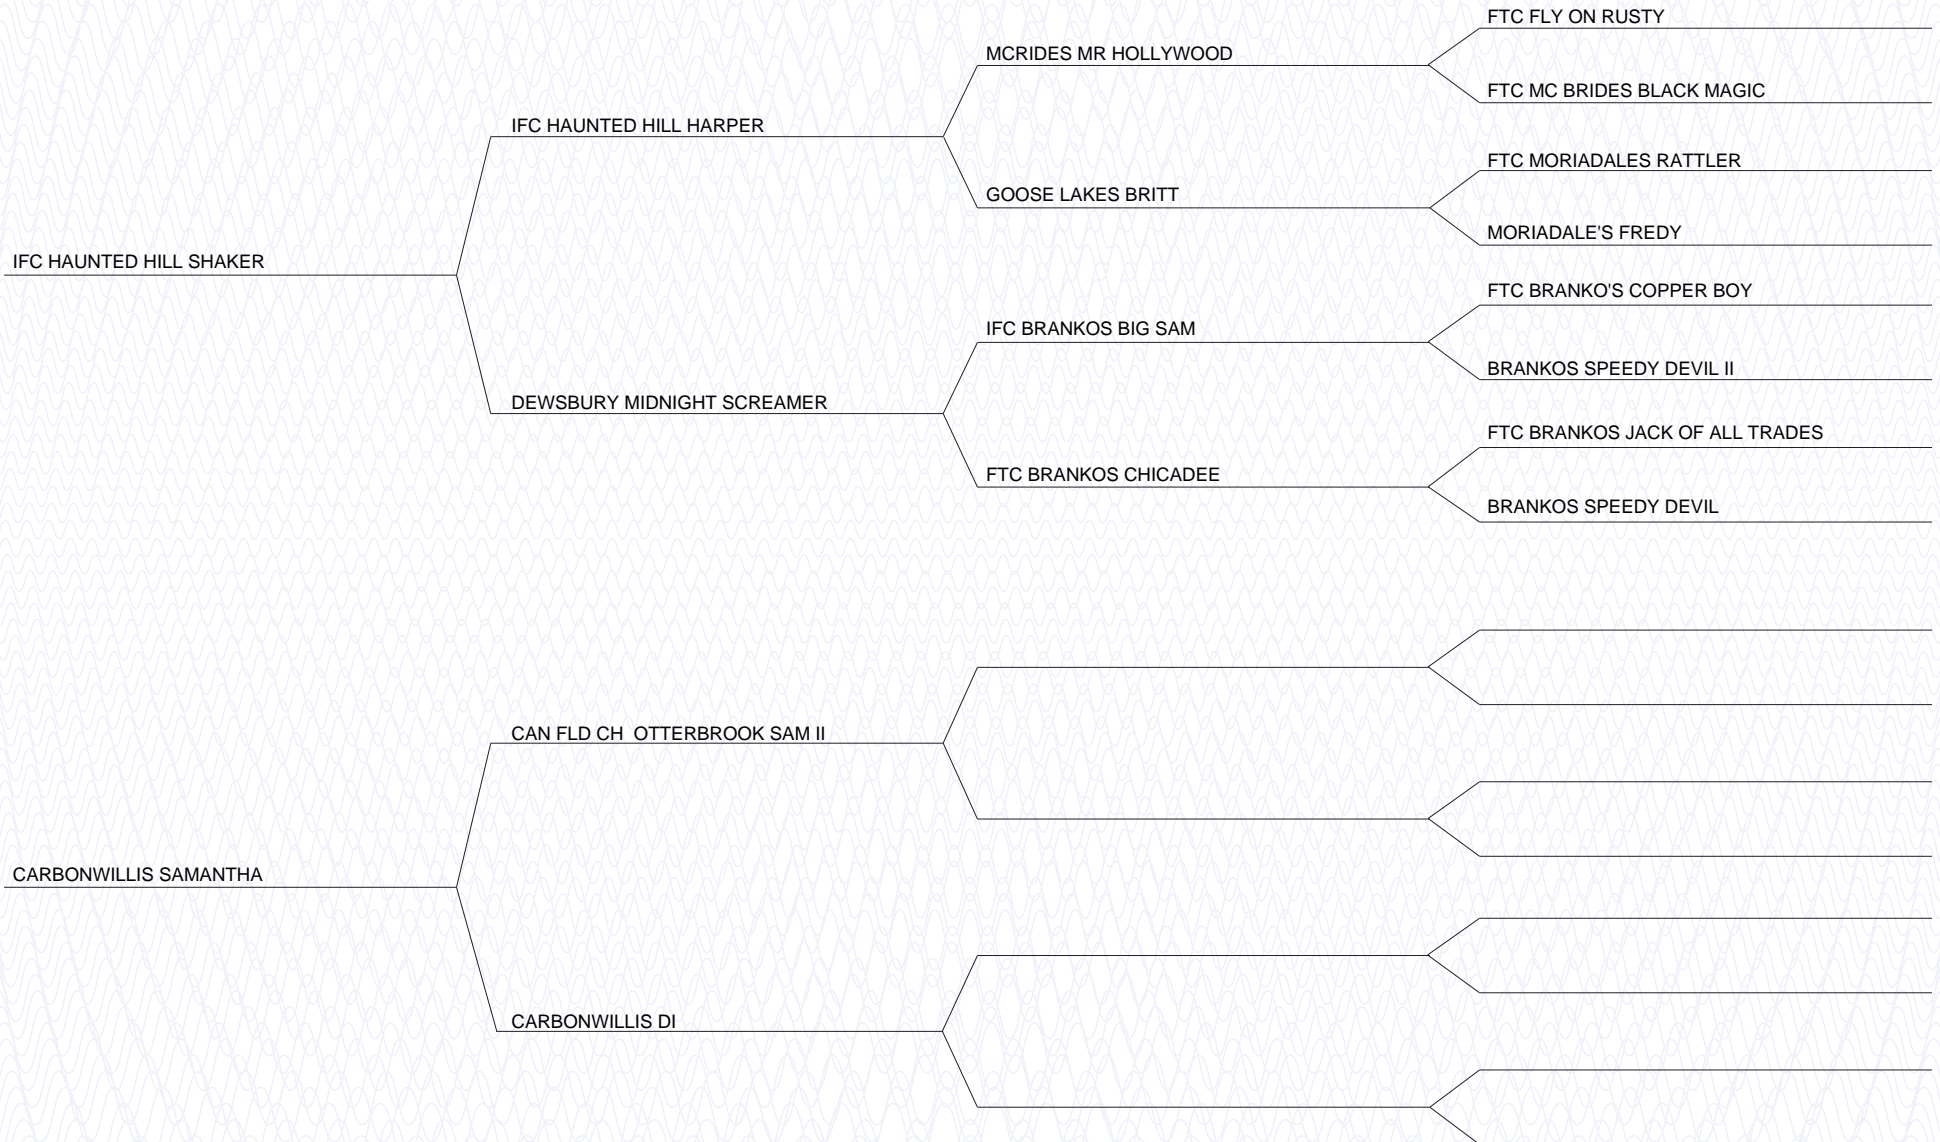 FTC FLY ON RUSTY
MCRIDES MR HOLLYWOOD
FTC MC BRIDES BLACK MAGIC
IFC HAUNTED HILL HARPER
FTC MORIADALES RATTLER
GOOSE LAKES BRITT
MORIADALE'S FREDY
IFC HAUNTED HILL SHAKER
FTC BRANKO'S COPPER BOY
IFC BRANKOS BIG SAM
BRANKOS SPEEDY DEVIL II
DEWSBURY MIDNIGHT SCREAMER
FTC BRANKOS JACK OF ALL TRADES
FTC BRANKOS CHICADEE
BRANKOS SPEEDY DEVIL
CAN FLD CH  OTTERBROOK SAM II
CARBONWILLIS SAMANTHA
CARBONWILLIS DI